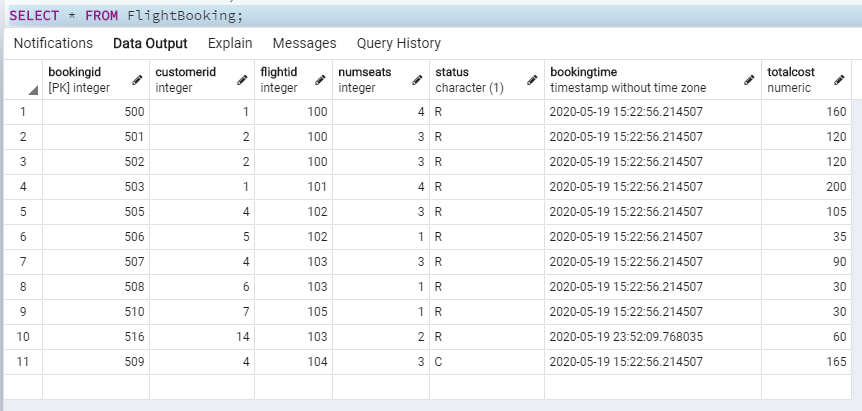 SELECT * FROM FlightBooking;
Notifications Data Output Explain Messages Query History
bookingid customerid flightid numseats status bookingtime totalcost
[PK] integer integer integer integer character (1) timestamp without time zone numeric
1 500 1 100 4 R 2020-05-19 15:22:56.214507 160
2 501 2 100 3 R 2020-05-19 15:22:56.214507 120
3 502 2 100 3 R 2020-05-19 15:22:56.214507 120
4 503 1 101 4 R 2020-05-19 15:22:56.214507 200
5 505 4 102 3 R 2020-05-19 15:22:56.214507 105
6 506 5 102 1 R 2020-05-19 15:22:56.214507 35
7 507 4 103 3 R 2020-05-19 15:22:56.214507 90
8 508 6 103 1 R 2020-05-19 15:22:56.214507 30
9 510 7 105 1 R 2020-05-19 15:22:56.214507 30
10 516 14 103 2 R 2020-05-19 23:52:09.768035 60
11 509 4 104 3 C 2020-05-19 15:22:56.214507 165